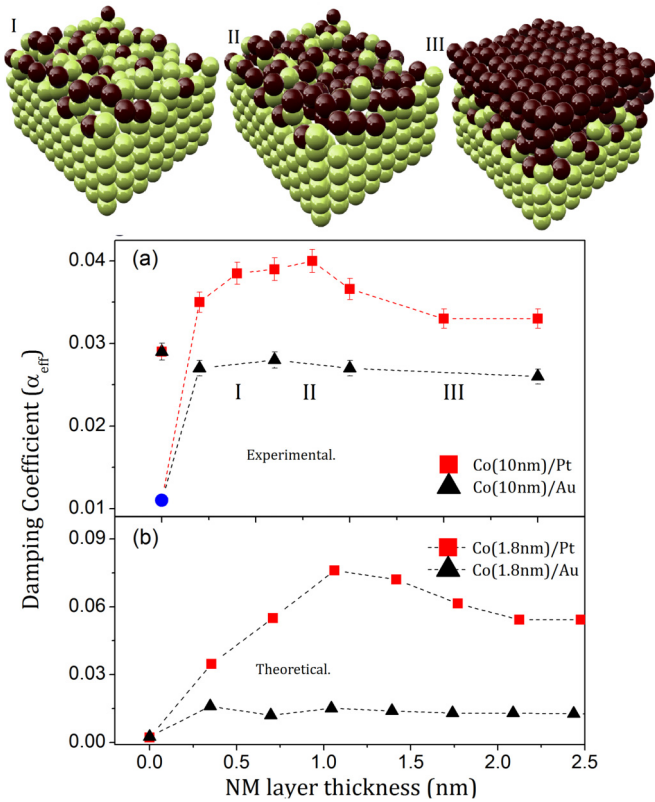 I
II
III
(a)
0.04
0.03
0.02
0.01
I
II
III
Experimental.
Co(10nm)/Pt
Co(10nm)/Au
Damping Coefficient (αeff)
(b)
0.09
0.06
0.03
0.00
Co(1.8nm)/Pt
Co(1.8nm)/Au
Theoretical.
0.0 0.5 1.0 1.5 2.0 2.5
NM layer thickness (nm)